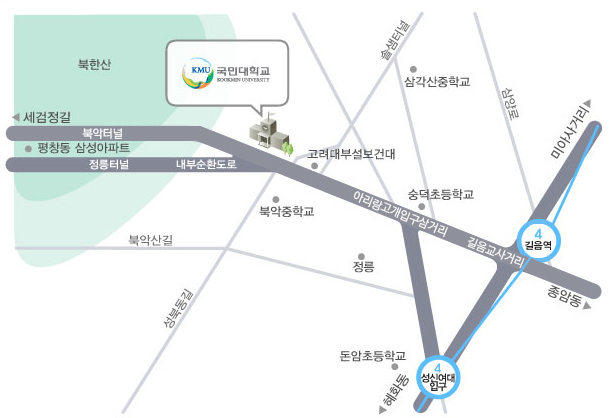 북한산
KMU 국민대학교
KOOKMIN UNIVERSITY
솔샘터널
삼각산중학교
삼양로
미아사거리
세검정길
북악터널
평창동 삼성아파트
정릉터널
내부순환도로
고려대부설보건대
숭덕초등학교
아리랑고개입구삼거리
북악중학교
길음교사거리
4
길음역
북악산길
정릉
종암동
성북동길
돈암초등학교
4
성신여대
입구
혜화동